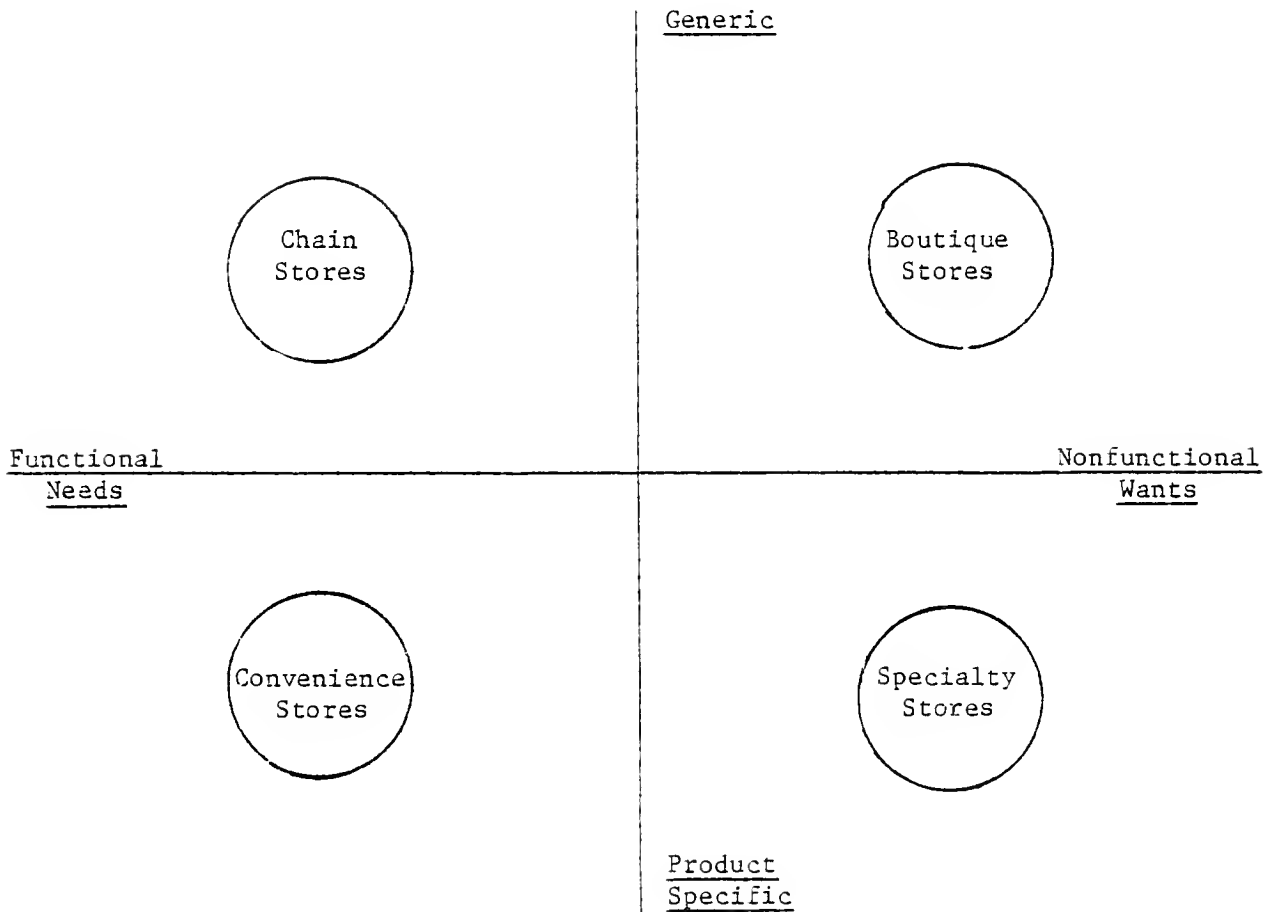 Generic
Chain
Stores
Boutique
Stores
Functional
Needs
Nonfunctional
Wants
Convenience
Stores
Specialty
Stores
Product
Specific